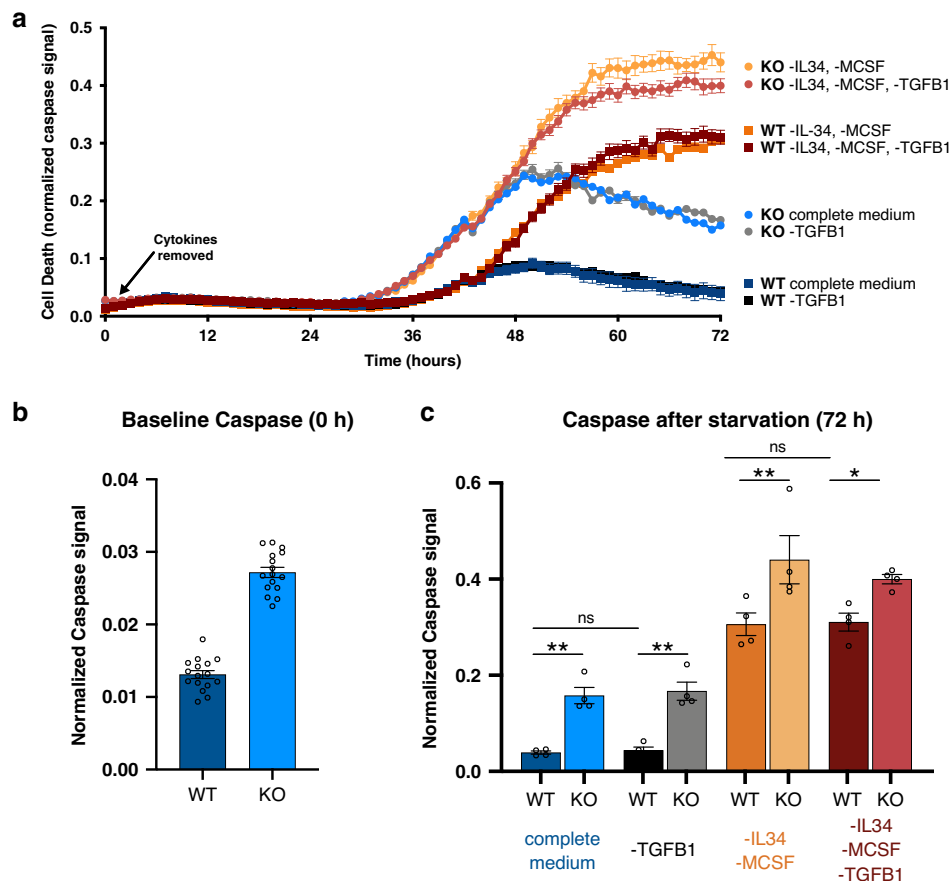 a
Cell Death (normalized caspase signal)
0.5
0.4
0.3
0.2
0.1
0.0
Cytokines
removed
0
12
24
36
48
60
72
Time (hours)
KO -IL34, -MCSF
KO -IL34, -MCSF, -TGFB1
WT -IL-34, -MCSF
WT -IL34, -MCSF, -TGFB1
KO complete medium
KO -TGFB1
WT complete medium
WT -TGFB1
b
Baseline Caspase (0 h)
Normalized Caspase signal
0.04
0.03
0.02
0.01
0.00
WT
KO
c
Caspase after starvation (72 h)
Normalized Caspase signal
0.6
0.4
0.2
0.0
ns
**
**
ns
**
*
WT KO WT KO WT KO WT KO
complete
medium
-TGFB1
-IL34
-MCSF
-IL34
-MCSF
-TGFB1